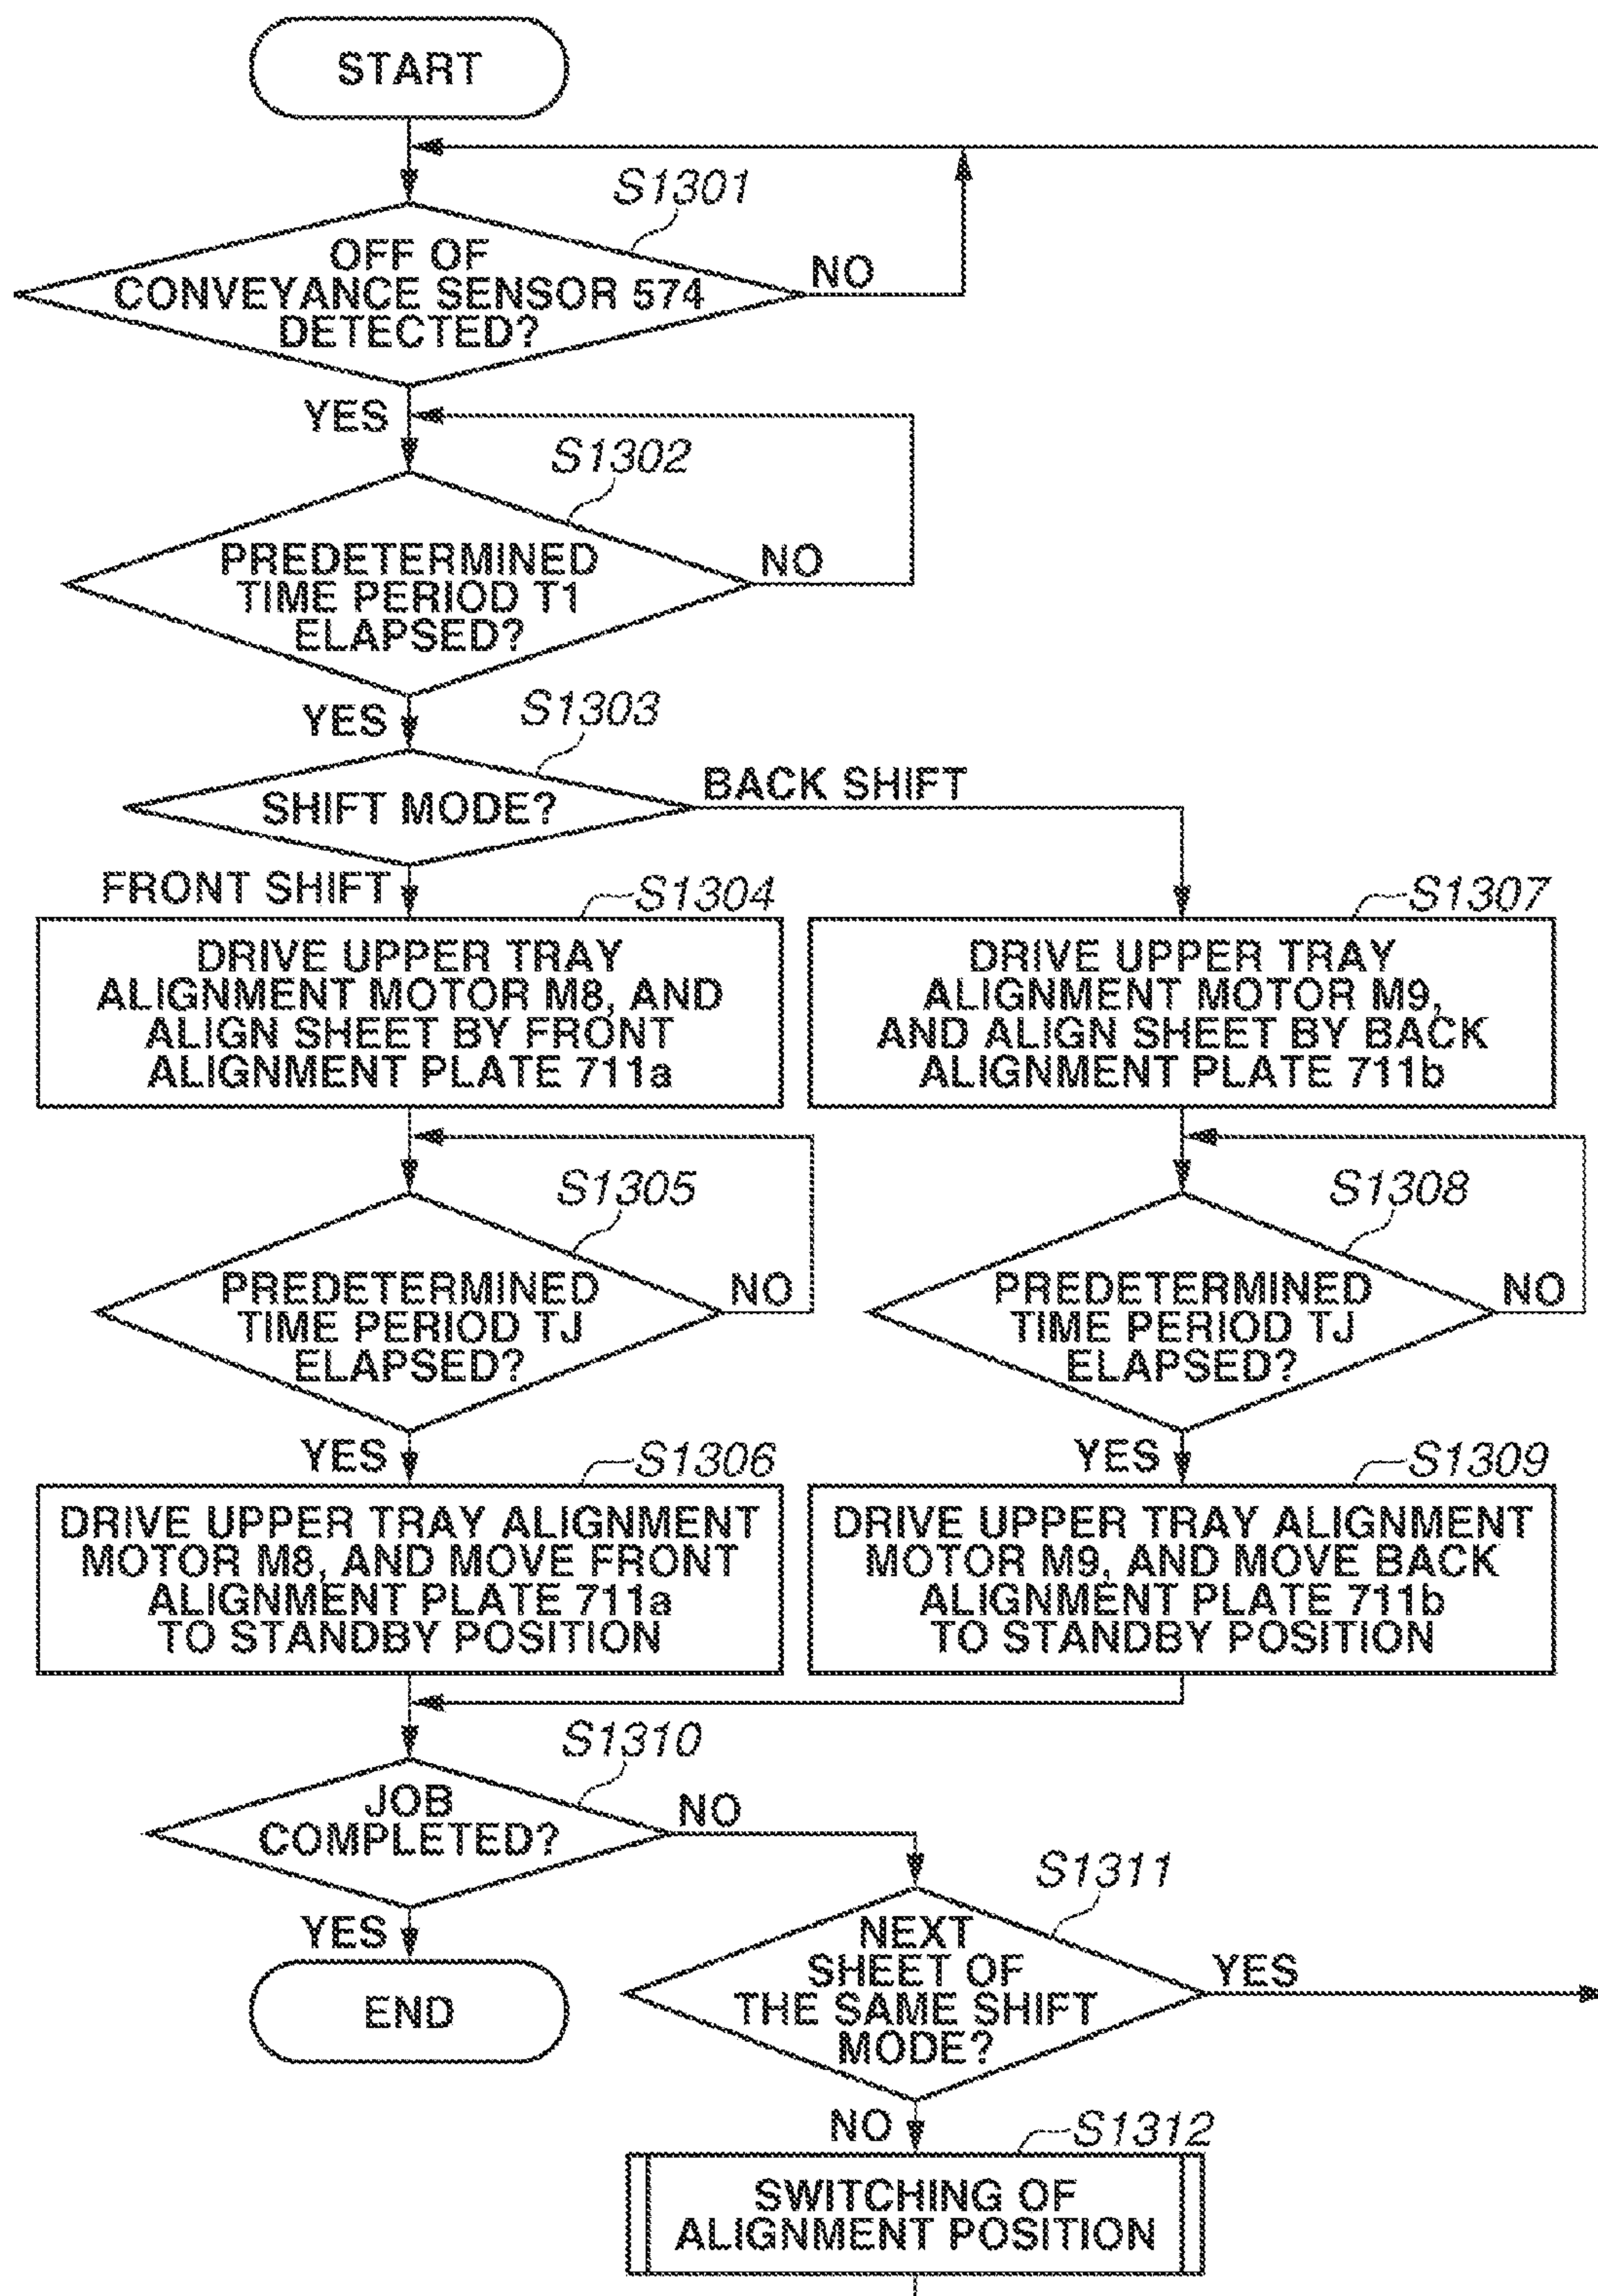 START
S1301
OFF OF
CONVEYANCE SENSOR 574
DETECTED?
NO
YES
S1302
PREDETERMINED
TIME PERIOD T1
ELAPSED?
NO
YES
S1303
SHIFT MODE?
BACK SHIFT
FRONT SHIFT
S1304
DRIVE UPPER TRAY
ALIGNMENT MOTOR M8, AND
ALIGN SHEET BY FRONT
ALIGNMENT PLATE 711a
S1307
DRIVE UPPER TRAY
ALIGNMENT MOTOR M9,
AND ALIGN SHEET BY BACK
ALIGNMENT PLATE 711b
S1305
PREDETERMINED
TIME PERIOD TJ
ELAPSED?
NO
YES
S1308
PREDETERMINED
TIME PERIOD TJ
ELAPSED?
NO
YES
S1306
DRIVE UPPER TRAY ALIGNMENT
MOTOR M8, AND MOVE FRONT
ALIGNMENT PLATE 711a
TO STANDBY POSITION
S1309
DRIVE UPPER TRAY ALIGNMENT
MOTOR M9, AND MOVE BACK
ALIGNMENT PLATE 711b
TO STANDBY POSITION
S1310
JOB
COMPLETED?
NO
YES
END
S1311
NEXT
SHEET OF
THE SAME SHIFT
MODE?
YES
NO
S1312
SWITCHING OF
ALIGNMENT POSITION